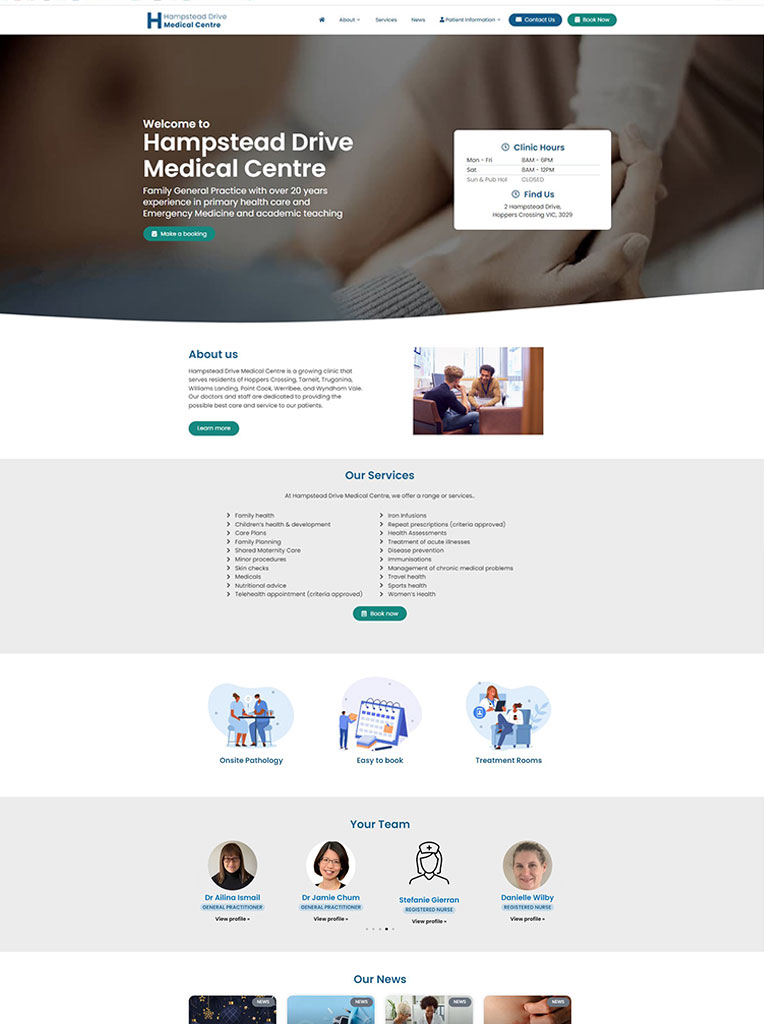 Hampstead Drive
Medical Centre
About
Services
News
Patient Information
Contact Us
Book Now
Welcome to
Hampstead Drive
Medical Centre
Family General Practice with over 20 years
experience in primary health care and
Emergency Medicine and academic teaching
Make a booking
Clinic Hours
Mon - Fri 8AM - 6PM
Sat 8AM - 12PM
Sun & Pub Hol CLOSED
Find Us
2 Hampstead Drive,
Hoppers Crossing VIC, 3029
About us
Hampstead Drive Medical Centre is a growing clinic that
serves residents of Hoppers Crossing, Tarneit, Truganina,
Williams Landing, Point Cook, Werribee, and Wyndham Vale.
Our doctors and staff are dedicated to providing the
possible best care and service to our patients.
Learn more
Our Services
At Hampstead Drive Medical Centre, we offer a range or services..
Family health
Children's health & development
Care Plans
Family Planning
Shared Maternity Care
Minor procedures
Skin checks
Medicals
Nutritional advice
Telehealth appointment (criteria approved)
Iron Infusions
Repeat prescriptions (criteria approved)
Health Assessments
Treatment of acute illnesses
Disease prevention
Immunisations
Management of chronic medical problems
Travel health
Sports health
Women's Health
Book now
Onsite Pathology
Easy to book
Treatment Rooms
Your Team
Dr Ailina Ismail
GENERAL PRACTITIONER
View profile »
Dr Jamie Chum
GENERAL PRACTITIONER
View profile »
Stefanie Gierran
REGISTERED NURSE
View profile »
Danielle Wilby
REGISTERED NURSE
View profile »
Our News
NEWS
NEWS
NEWS
NEWS